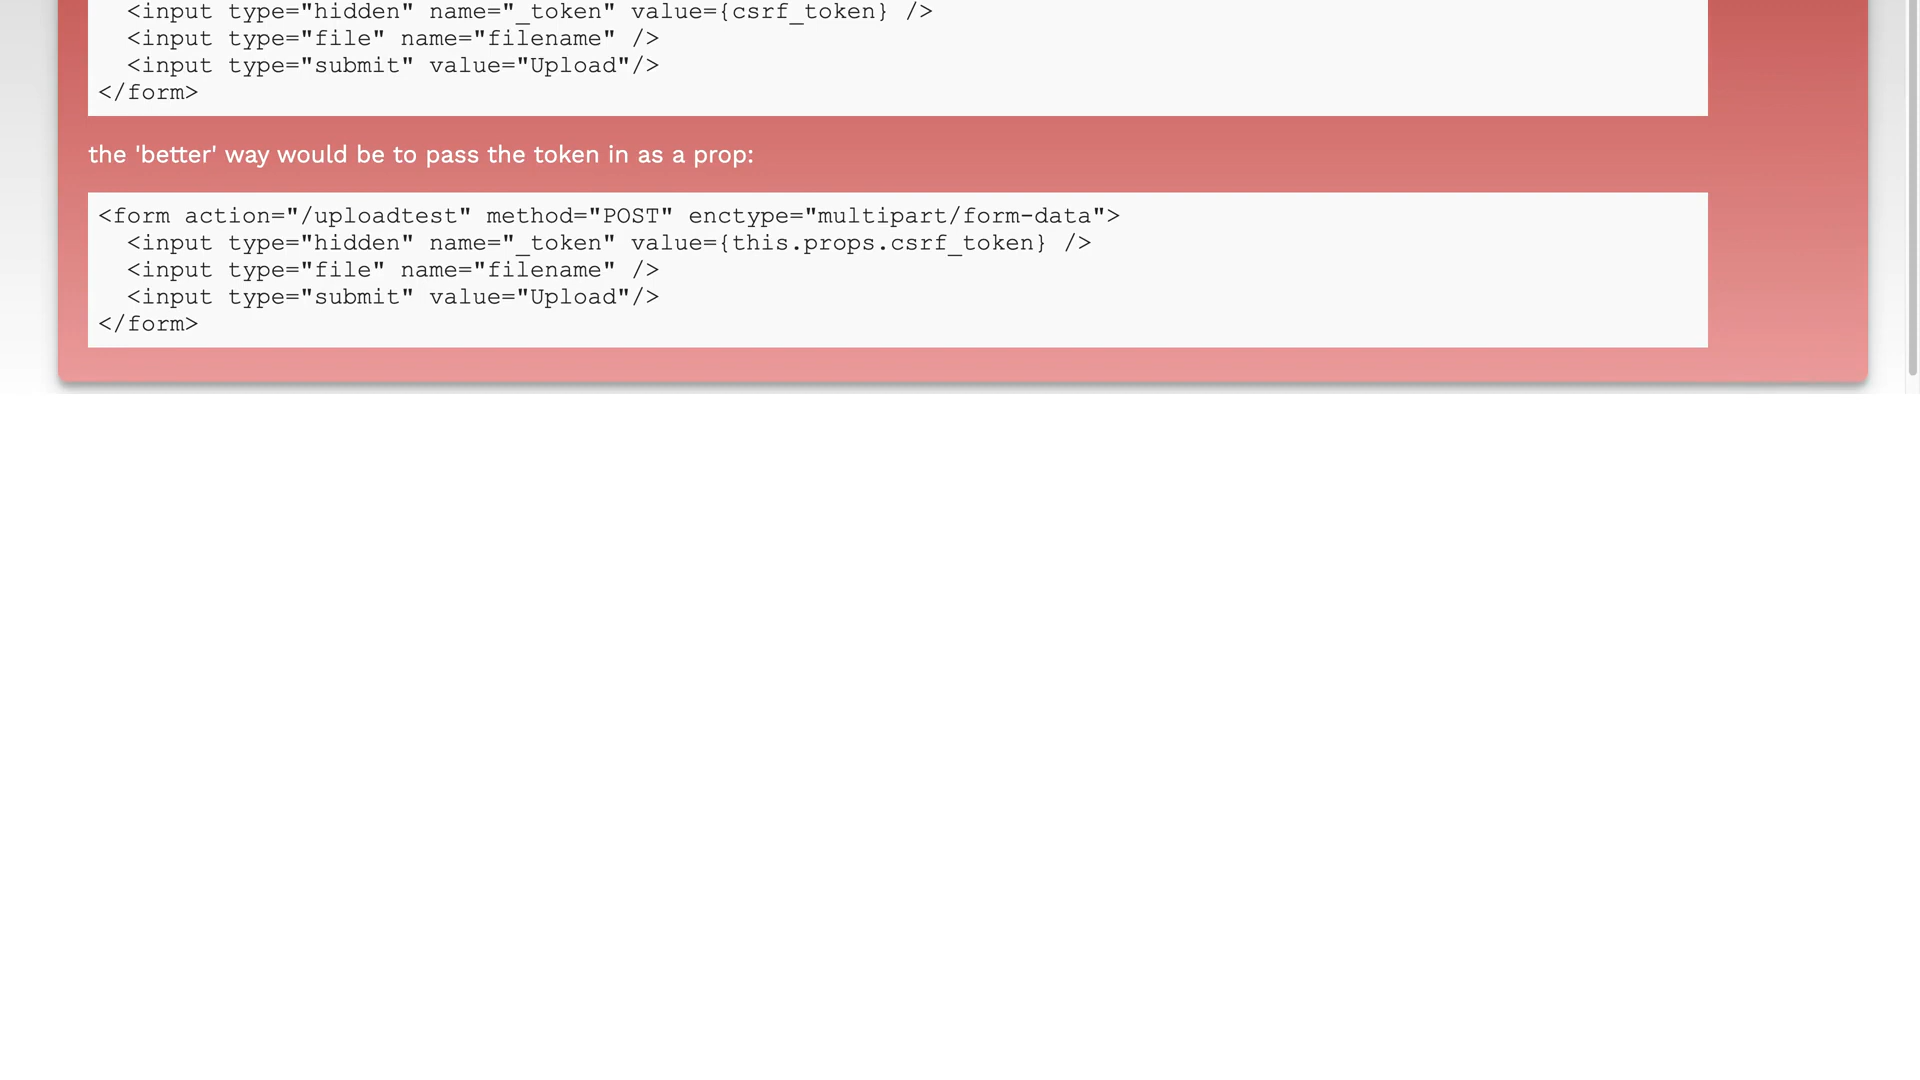 <input type="hidden" name="_token" value={csrf_token} />
<input type="file" name="filename" />
<input type="submit" value="Upload"/>
</form>
the 'better' way would be to pass the token in as a prop:
<form action="/uploadtest" method="POST" enctype="multipart/form-data">
<input type="hidden" name="_token" value={this.props.csrf_token} />
<input type="file" name="filename" />
<input type="submit" value="Upload"/>
</form>